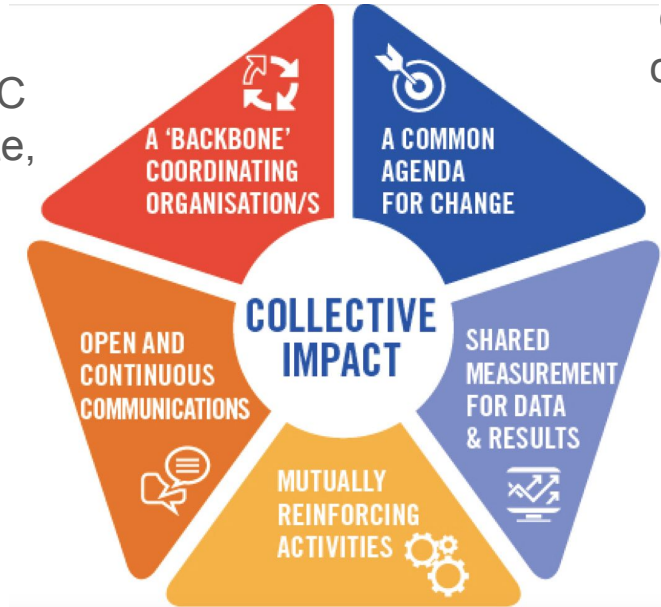 C
e,
A 'BACKBONE'
COORDINATING
ORGANISATION/S
A COMMON
AGENDA
FOR CHANGE
COLLECTIVE
IMPACT
OPEN AND
CONTINUOUS
COMMUNICATIONS
SHARED
MEASUREMENT
FOR DATA
& RESULTS
MUTUALLY
REINFORCING
ACTIVITIES